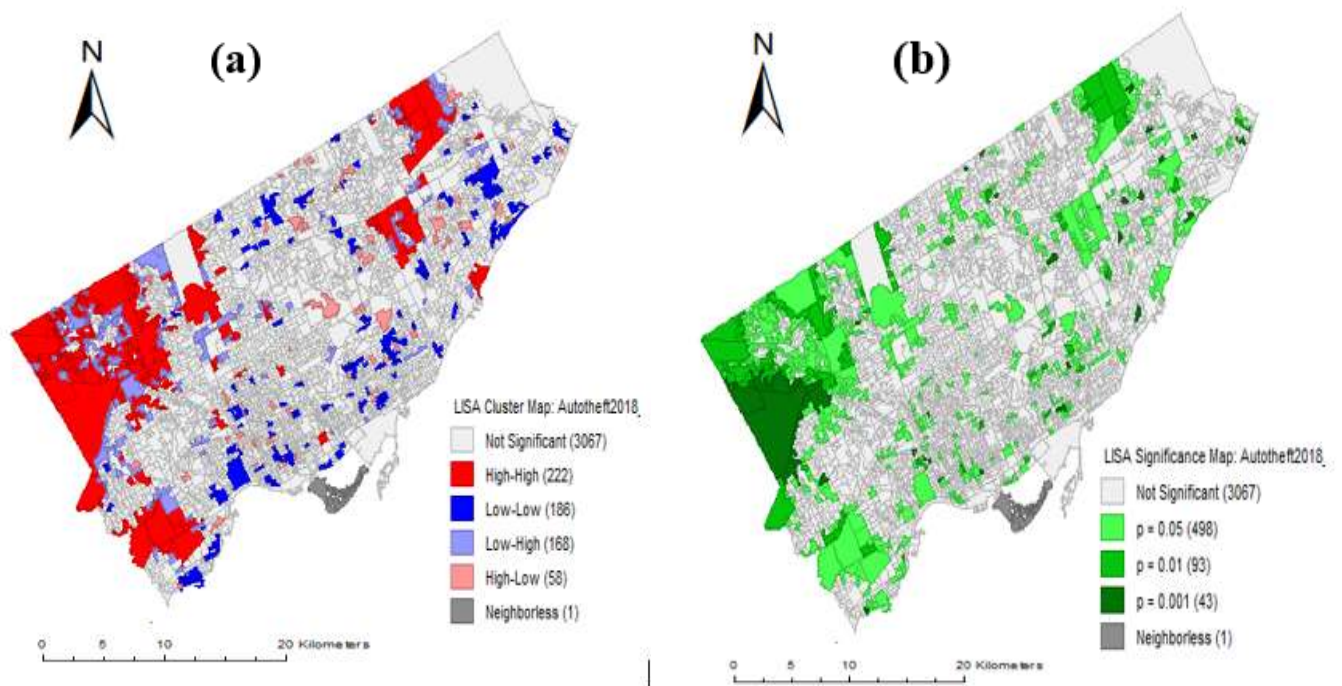 N
(a)
LISA Cluster Map: Autotheft2018_
Not Significant (3067)
High-High (222)
Low-Low (186)
Low-High (168)
High-Low (58)
Neighborless (1)
0 5 10 20 Kilometers
N
(b)
LISA Significance Map: Autotheft2018_
Not Significant (3067)
p = 0.05 (498)
p = 0.01 (93)
p = 0.001 (43)
Neighborless (1)
0 5 10 20 Kilometers